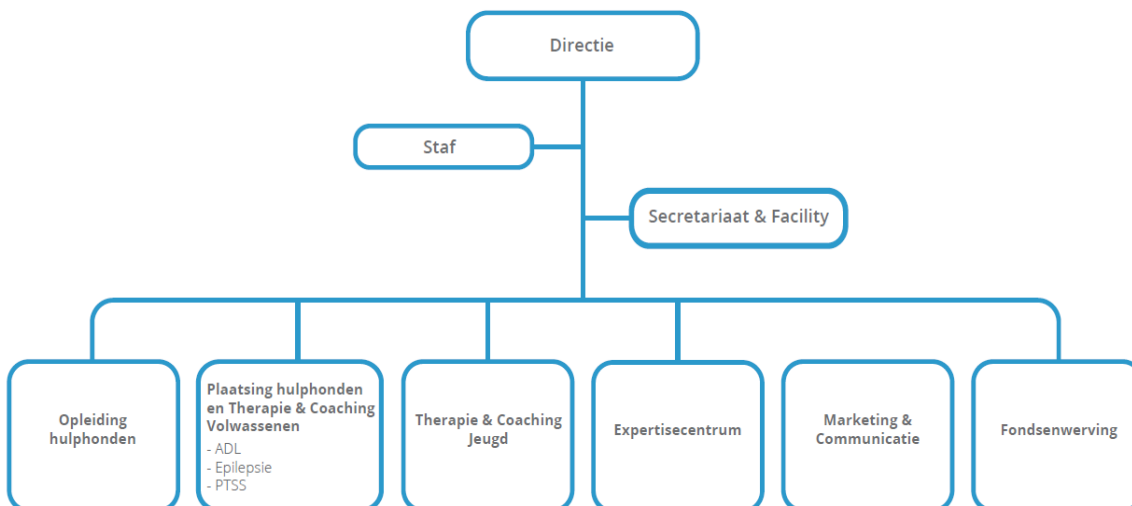 Directie
Staf
Secretariaat & Facility
Opleiding
hulphonden
Plaatsing hulphonden
en Therapie & Coaching
Volwassenen
- ADL
- Epilepsie
- PTSS
Therapie & Coaching
Jeugd
Expertisecentrum
Marketing &
Communicatie
Fondsenwerving